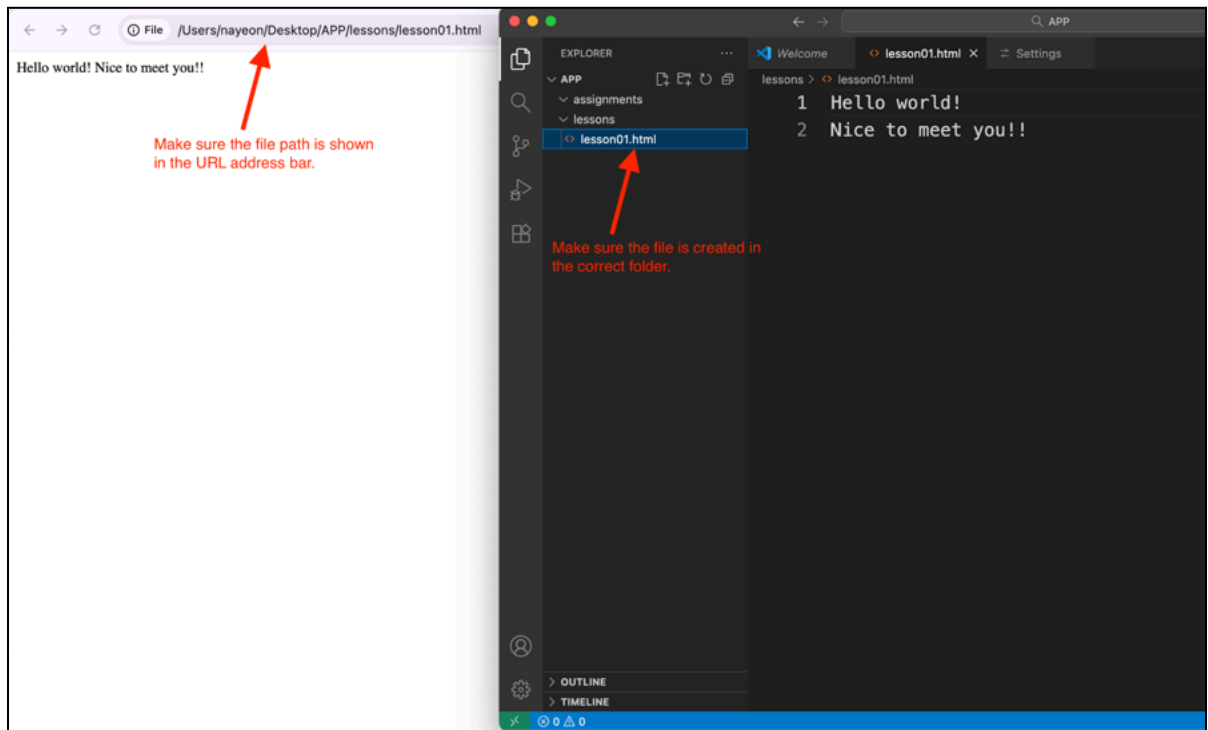 File /Users/nayeon/Desktop/APP/lessons/lesson01.html
Hello world! Nice to meet you!!
Make sure the file path is shown
in the URL address bar.
APP
EXPLORER
APP
assignments
lessons
lesson01.html
Make sure the file is created in
the correct folder.
OUTLINE
TIMELINE
0 0
Welcome lesson01.html Settings
lessons > lesson01.html
1 Hello world!
2 Nice to meet you!!